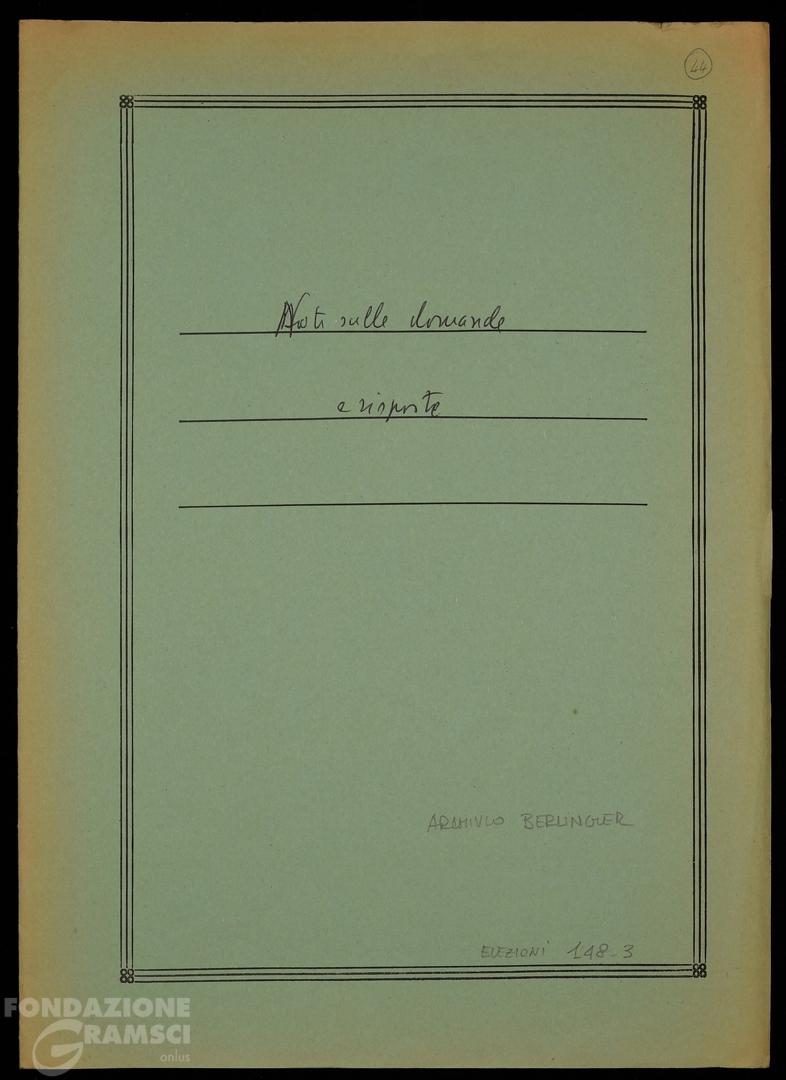 44
Note sulle domande
e risposte
ARCHIVIO BERLINGUER
ELEZIONI 148-3
FONDAZIONE
GRAMSCI
onlus